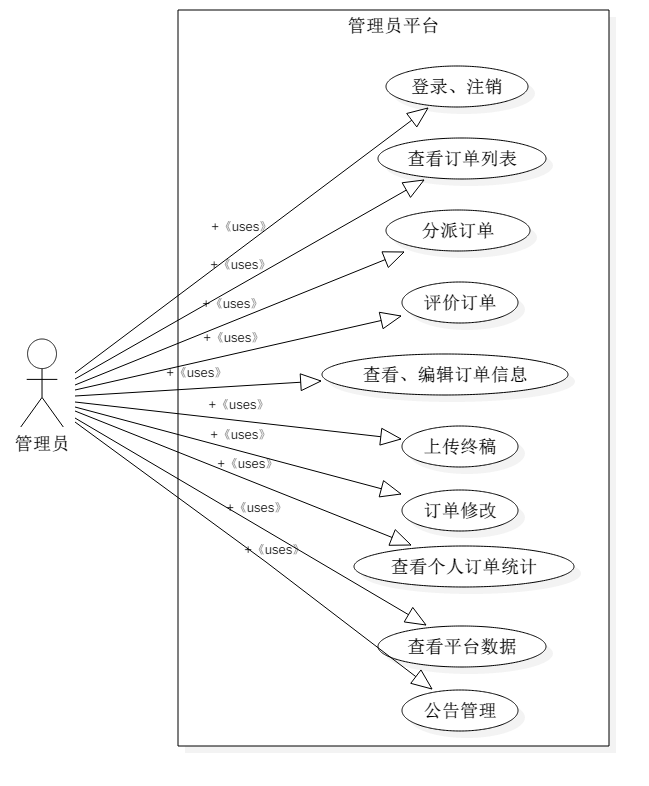 管理员平台
登录、注销
查看订单列表
+《uses》
分派订单
+《uses》
+《uses》
评价订单
+《uses》
+《uses》
查看、编辑订单信息
+《uses》
+《uses》
管理员
上传终稿
+《uses》
+《uses》
订单修改
+《uses》
查看个人订单统计
查看平台数据
公告管理